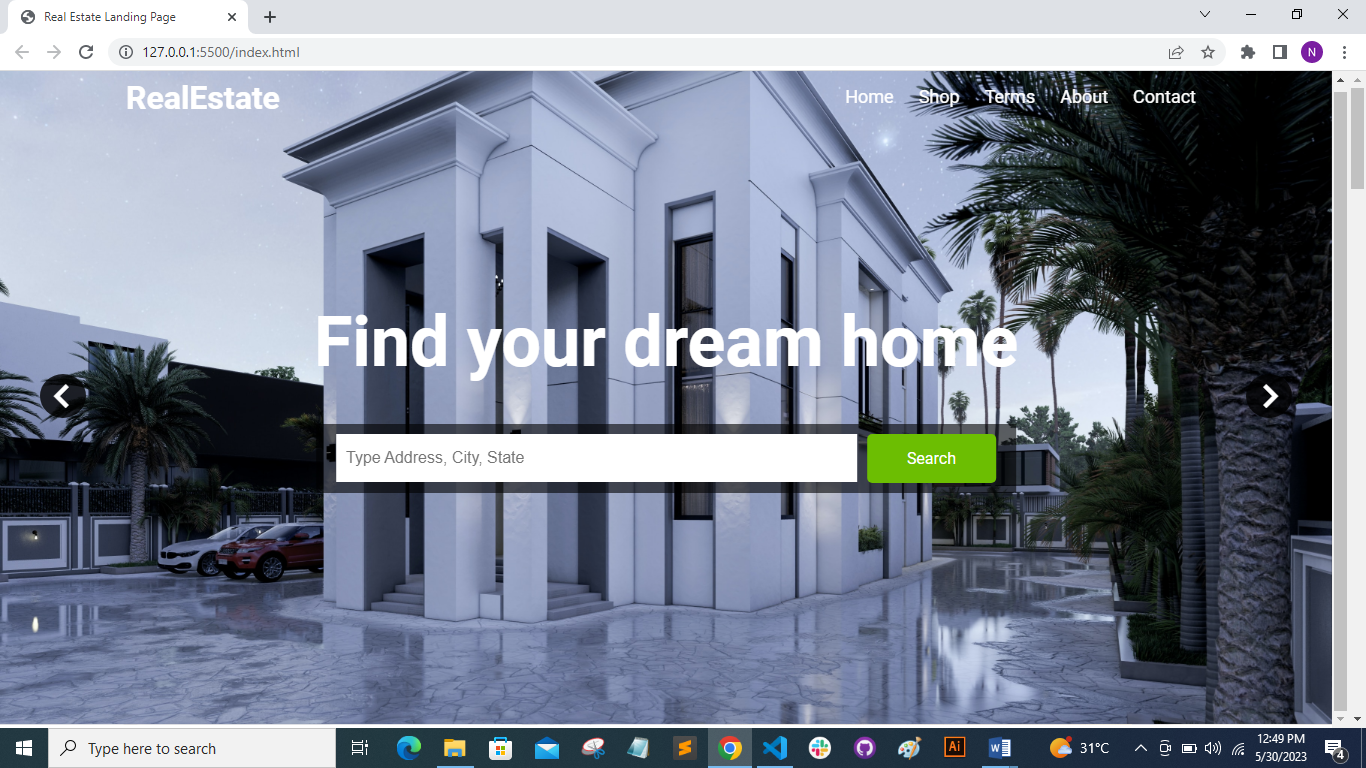 Real Estate Landing Page
127.0.0.1:5500/index.html
N
RealEstate
Home Shop Terms About Contact
Find your dream home
Type Address, City, State
Search
Type here to search
Ai
W
31°C
12:49 PM
5/30/2023
4